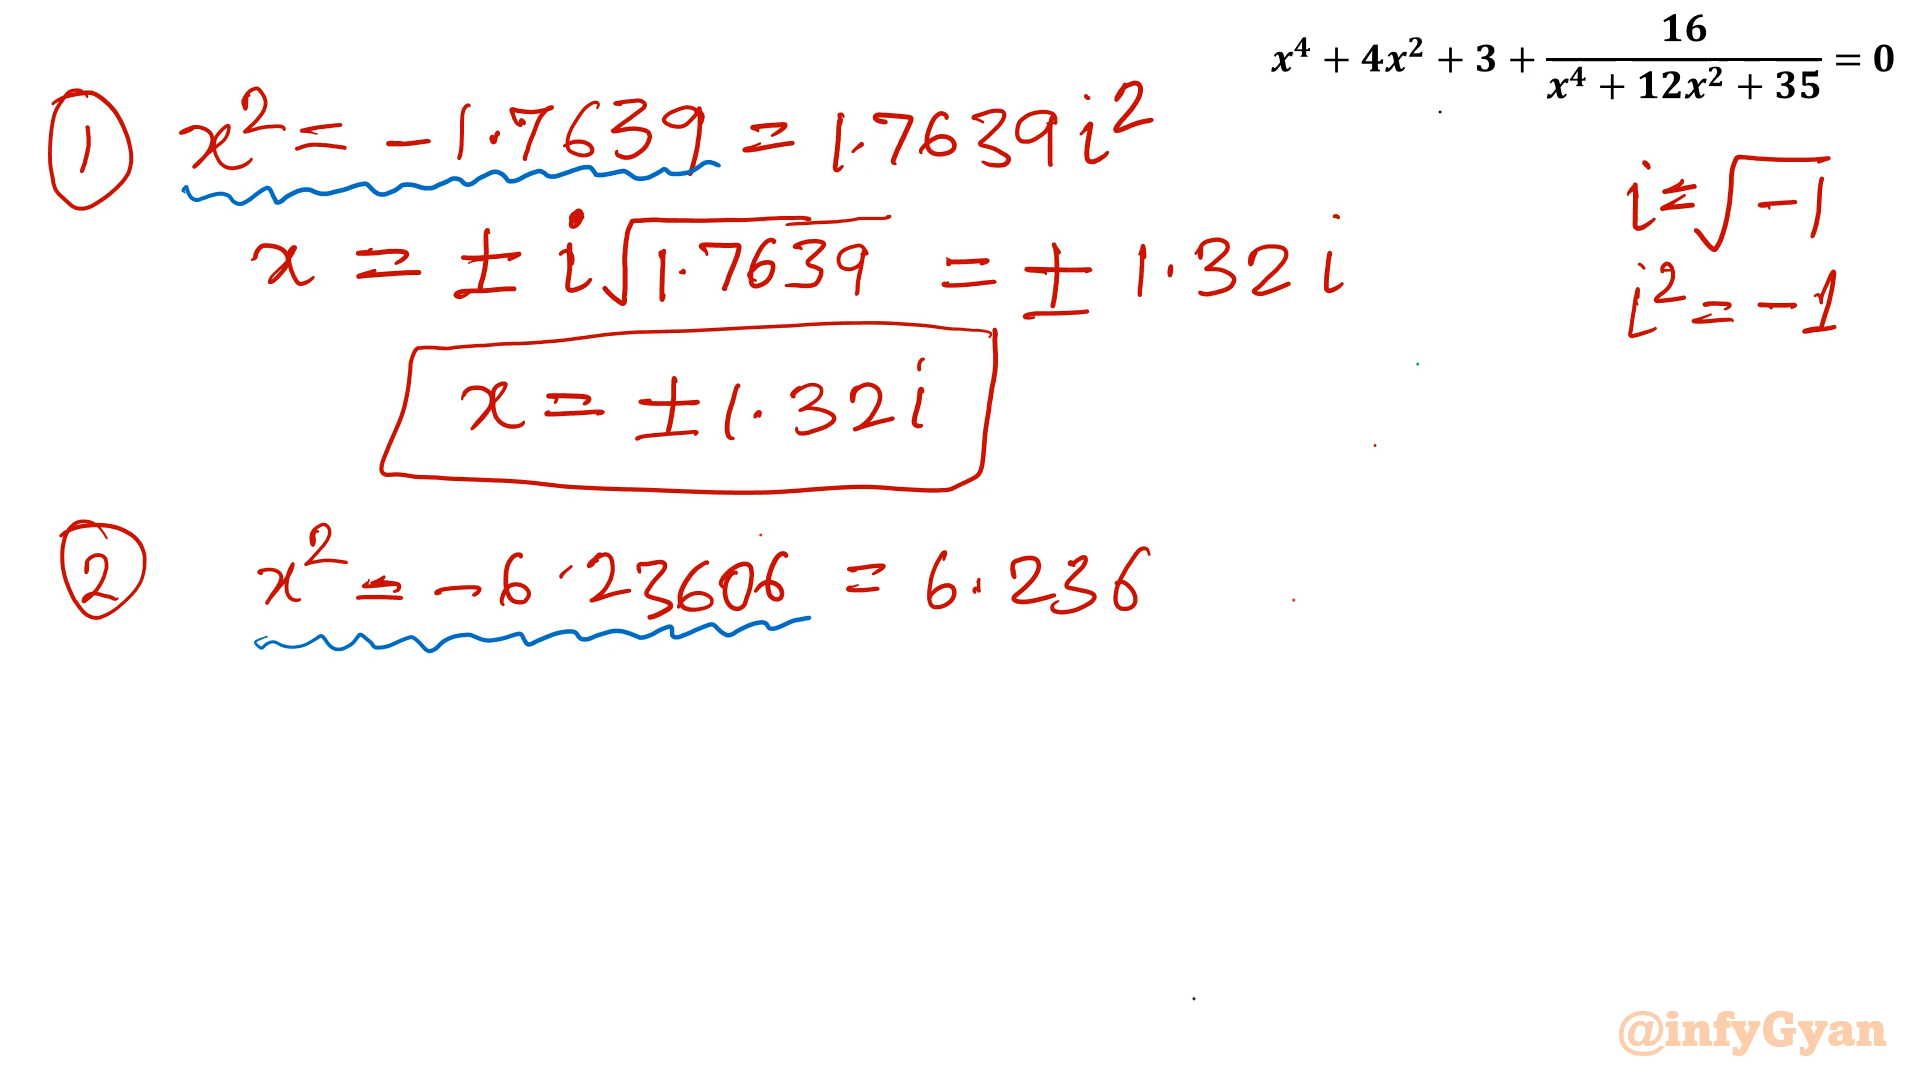 x⁴ + 4x² + 3 + 16/(x⁴ + 12x² + 35) = 0
① x² = -1.7639 = 1.7639i²
x = ± i√1.7639 = ± 1.32i
x = ± 1.32i
i = √-1
i² = -1
② x² = -6.23606 = 6.236
@infyGyan